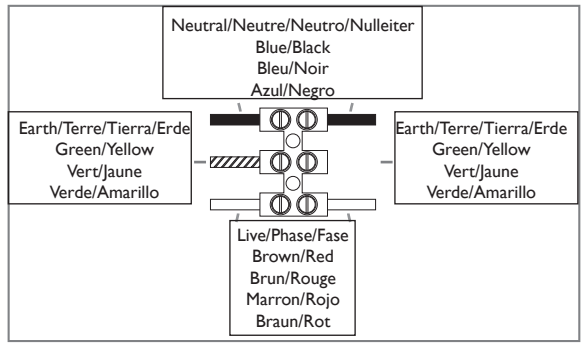 Neutral/Neutre/Neutro/Nulleiter
Blue/Black
Bleu/Noir
Azul/Negro
Earth/Terre/Tierra/Erde
Green/Yellow
Vert/Jaune
Verde/Amarillo
Earth/Terre/Tierra/Erde
Green/Yellow
Vert/Jaune
Verde/Amarillo
Live/Phase/Fase
Brown/Red
Brun/Rouge
Marron/Rojo
Braun/Rot